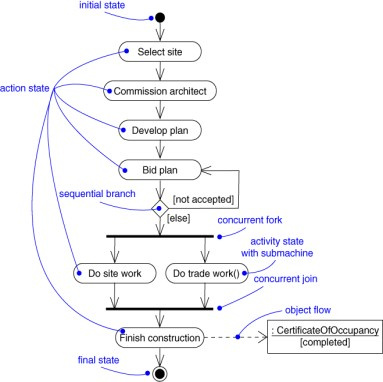 initial state
Select site
action state
Commission architect
Develop plan
Bid plan
sequential branch
[not accepted]
[else]
concurrent fork
activity state
with submachine
Do site work
Do trade work()
concurrent join
object flow
: CertificateOfOccupancy
[completed]
Finish construction
final state